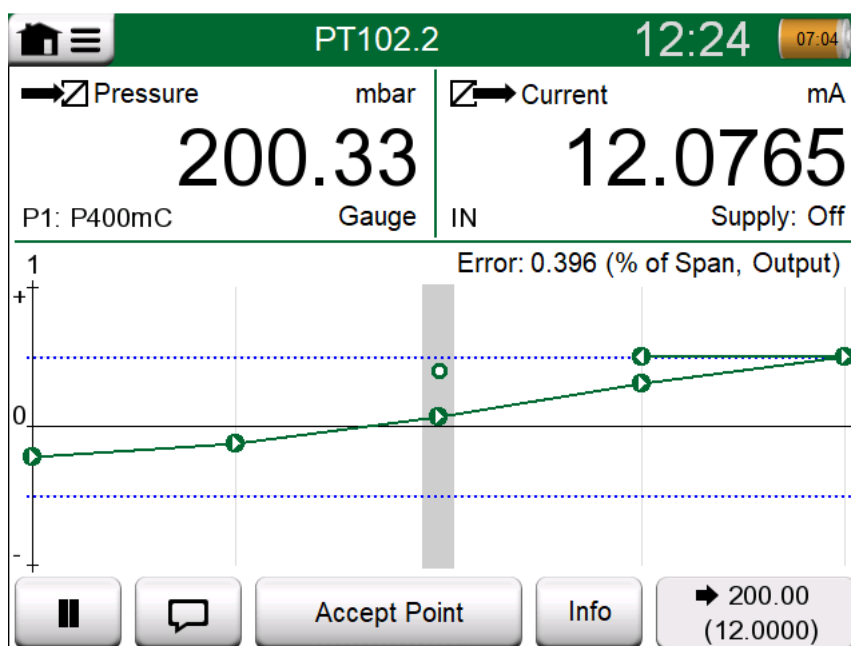 PT102.2 12:24 07:04
Pressure mbar Current mA
200.33 12.0765
P1: P400mC Gauge IN Supply: Off
1 Error: 0.396 (% of Span, Output)
+
0
-
Accept Point Info 200.00
(12.0000)